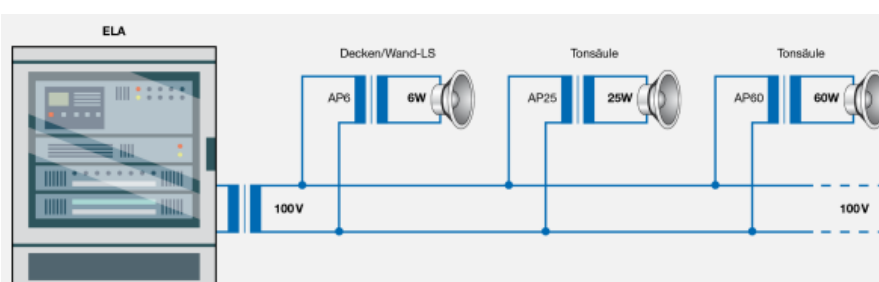 ELA
Decken/Wand-LS
Tonsäule
Tonsäule
AP6
6W
AP25
25W
AP60
60W
100V
100V